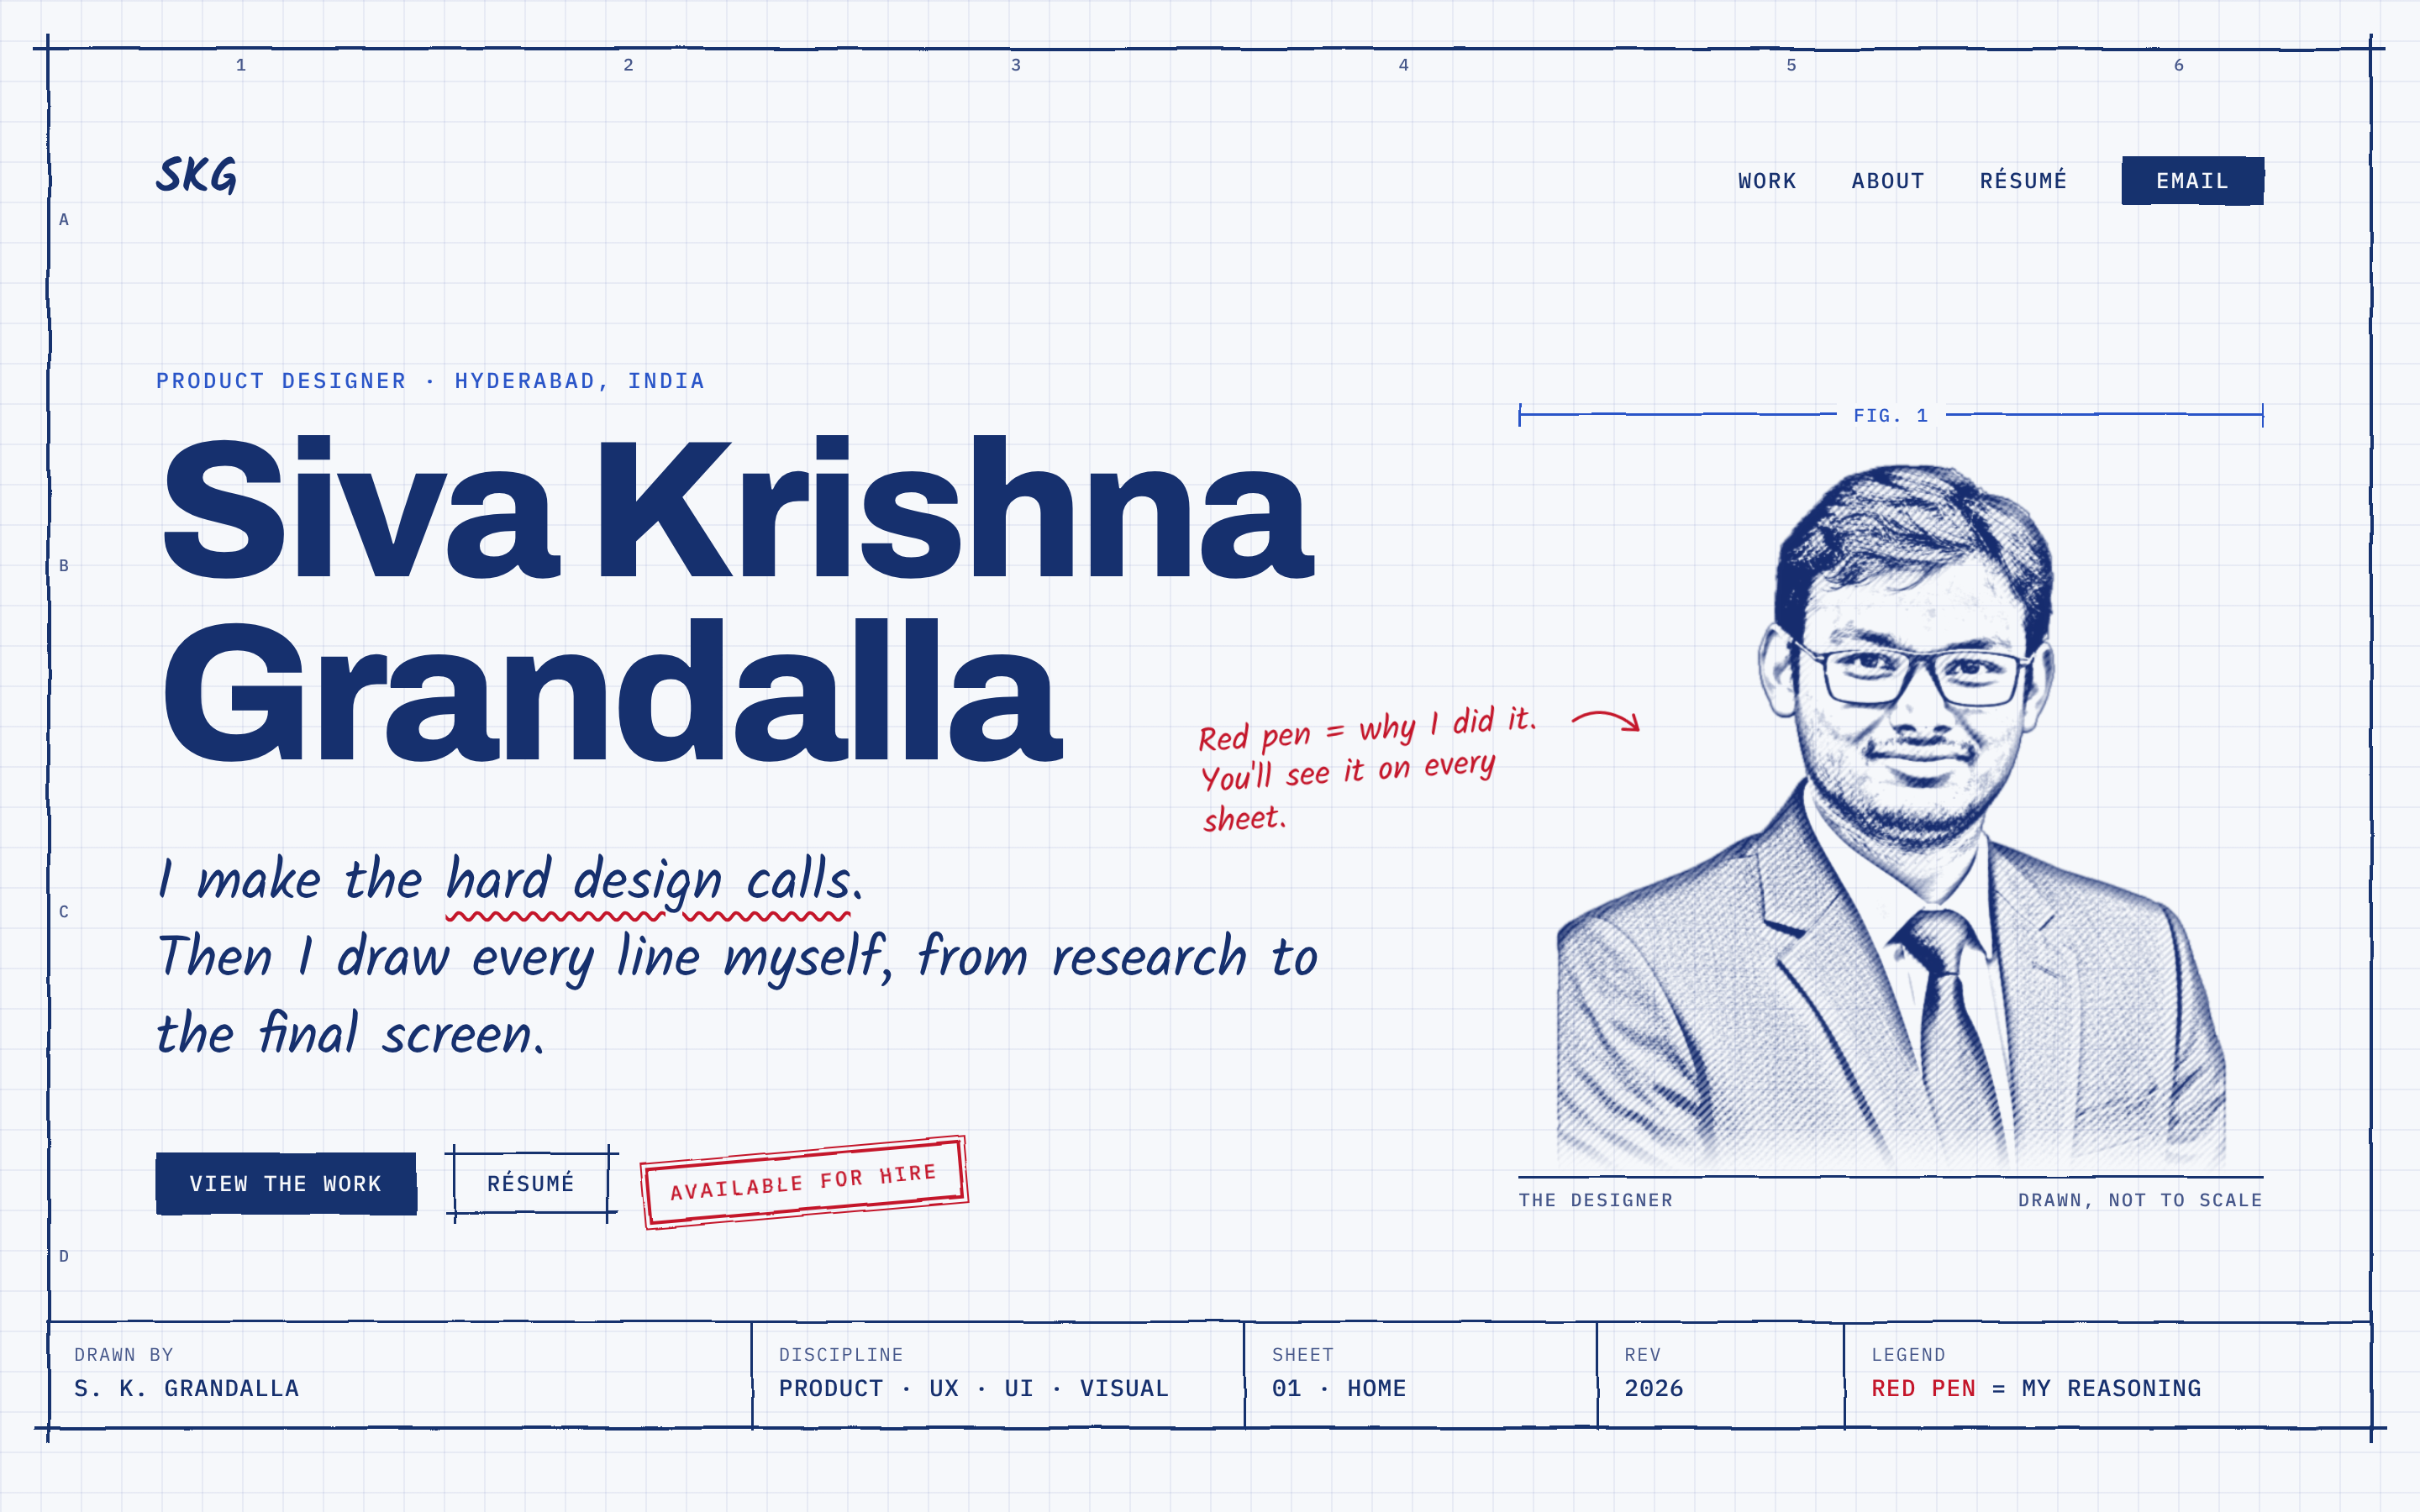 1 2 3 4 5 6
SKG
WORK ABOUT RÉSUMÉ EMAIL
A
PRODUCT DESIGNER · HYDERABAD, INDIA
FIG. 1
Siva Krishna
B
Grandalla
Red pen = why I did it.
You'll see it on every
sheet.
I make the hard design calls.
C
Then I draw every line myself, from research to
the final screen.
VIEW THE WORK RÉSUMÉ AVAILABLE FOR HIRE
THE DESIGNER DRAWN, NOT TO SCALE
D
DRAWN BY
S. K. GRANDALLA
DISCIPLINE
PRODUCT · UX · UI · VISUAL
SHEET
01 · HOME
REV
2026
LEGEND
RED PEN = MY REASONING